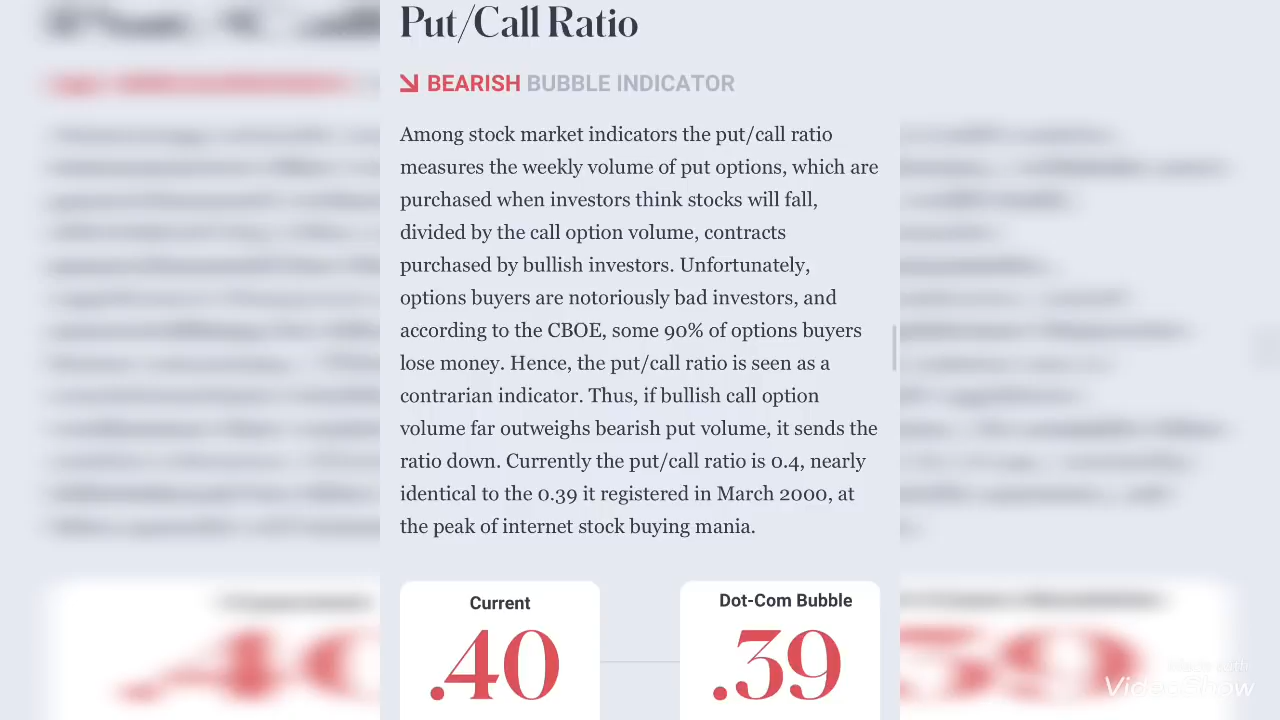 Put/Call Ratio
BEARISH BUBBLE INDICATOR
Among stock market indicators the put/call ratio
measures the weekly volume of put options, which are
purchased when investors think stocks will fall,
divided by the call option volume, contracts
purchased by bullish investors. Unfortunately,
options buyers are notoriously bad investors, and
according to the CBOE, some 90% of options buyers
lose money. Hence, the put/call ratio is seen as a
contrarian indicator. Thus, if bullish call option
volume far outweighs bearish put volume, it sends the
ratio down. Currently the put/call ratio is 0.4, nearly
identical to the 0.39 it registered in March 2000, at
the peak of internet stock buying mania.
Current
.40
Dot-Com Bubble
.39
VideoShow